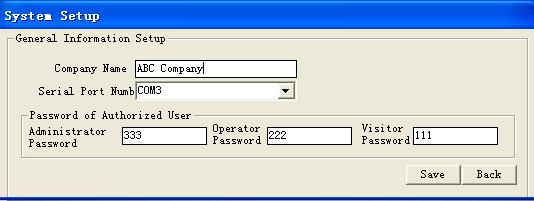 System Setup
General Information Setup
Company Name ABC Company
Serial Port Numb COM3
Password of Authorized User
Administrator Password 333
Operator Password 222
Visitor Password 111
Save Back